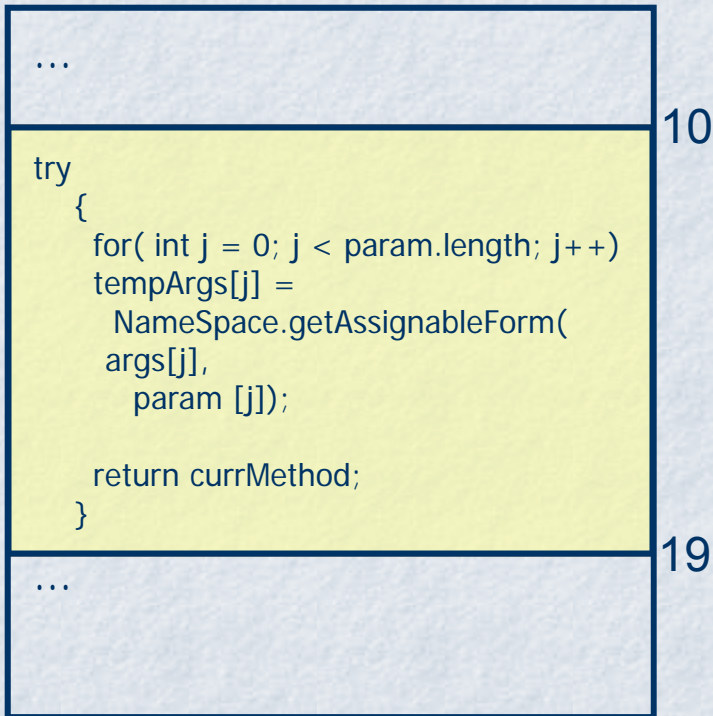 ...
10
try
{
for( int j = 0; j < param.length; j++)
tempArgs[j] =
NameSpace.getAssignableForm(
args[j],
param [j]);
return currMethod;
}
19
...